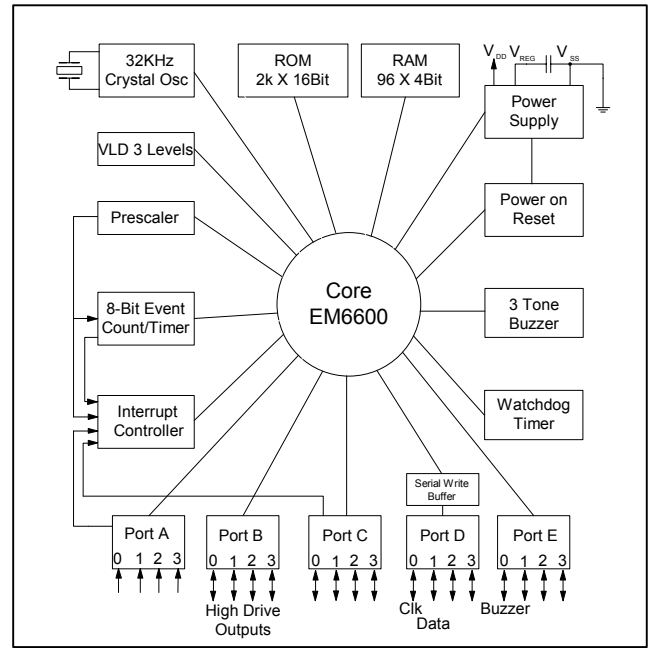 32KHz
Crystal Osc
ROM
2k X 16Bit
RAM
96 X 4Bit
VDD VREG VSS
Power
Supply
VLD 3 Levels
Prescaler
Power on
Reset
8-Bit Event
Count/Timer
Core
EM6600
3 Tone
Buzzer
Interrupt
Controller
Watchdog
Timer
Serial Write
Buffer
Port A
0 1 2 3
Port B
0 1 2 3
High Drive
Outputs
Port C
0 1 2 3
Port D
0 1 2 3
Clk
Data
Port E
0 1 2 3
Buzzer